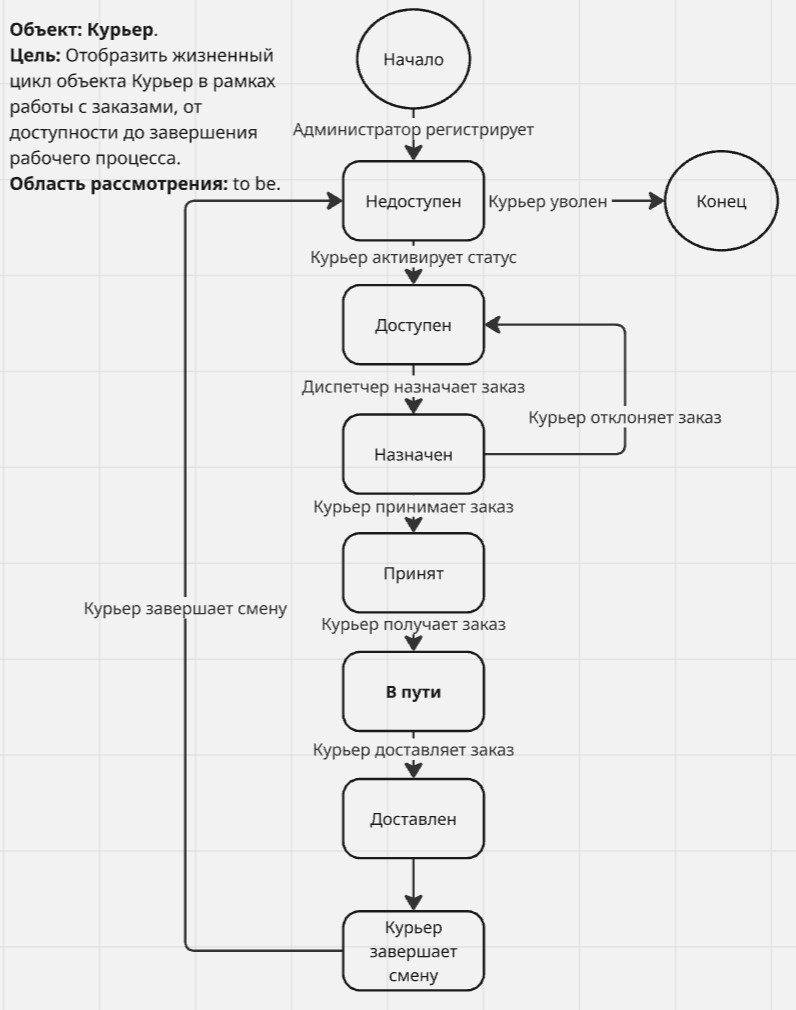 Объект: Курьер.
Цель: Отобразить жизненный
цикл объекта Курьер в рамках
работы с заказами, от
доступности до завершения
рабочего процесса.
Область рассмотрения: to be.
Начало
Администратор регистрирует
Недоступен
Курьер уволен
Конец
Курьер активирует статус
Доступен
Диспетчер назначает заказ
Курьер отклоняет заказ
Назначен
Курьер принимает заказ
Принят
Курьер завершает смену
Курьер получает заказ
В пути
Курьер доставляет заказ
Доставлен
Курьер
завершает
смену